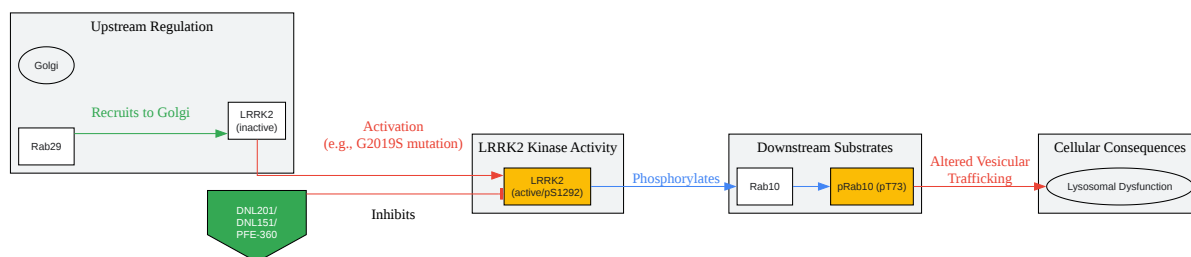 Upstream Regulation
Golgi
Recruits to Golgi
LRRK2
(inactive)
Rab29
Activation
(e.g., G2019S mutation)
DNL201/
DNL151/
PFE-360
Inhibits
LRRK2 Kinase Activity
LRRK2
(active/pS1292)
Phosphorylates
Downstream Substrates
Rab10
pRab10 (pT73)
Altered Vesicular
Trafficking
Cellular Consequences
Lysosomal Dysfunction